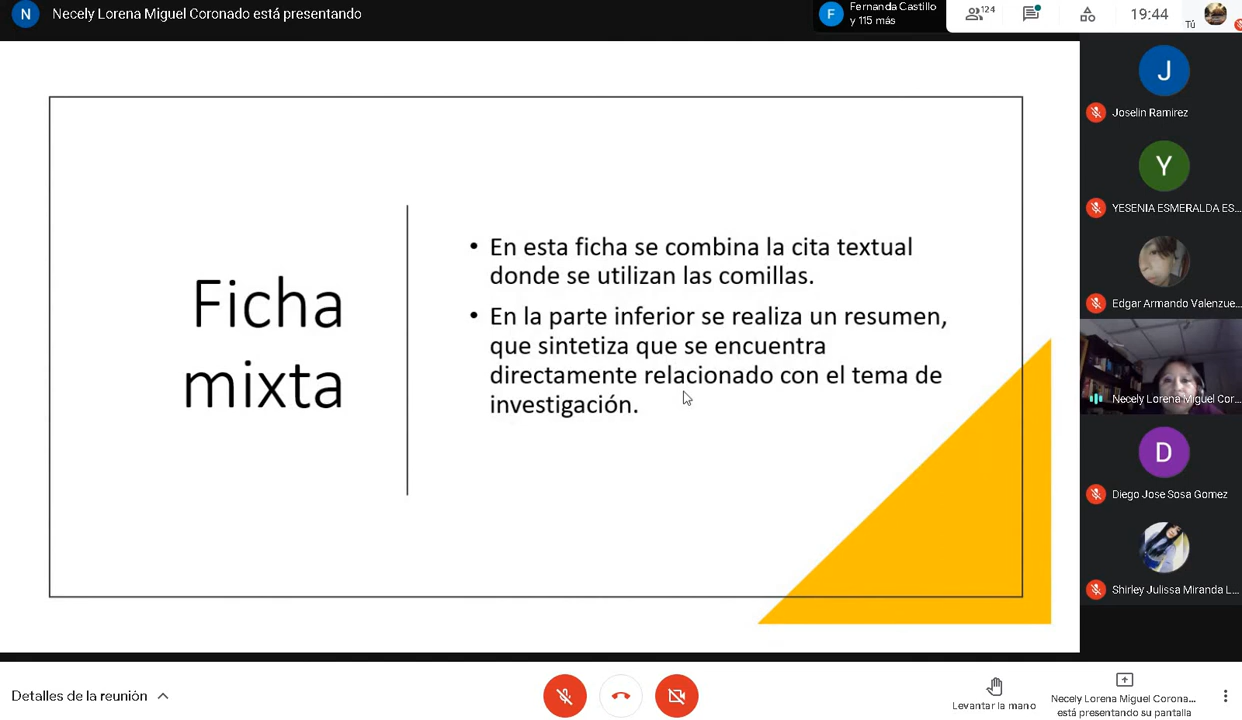 N
Necely Lorena Miguel Coronado está presentando
F
Fernanda Castillo
y 115 más
124
19:44
Tú
Ficha
mixta
• En esta ficha se combina la cita textual
donde se utilizan las comillas.
• En la parte inferior se realiza un resumen,
que sintetiza que se encuentra
directamente relacionado con el tema de
investigación.
J
Joselin Ramirez
Y
YESENIA ESMERALDA ES...
Edgar Armando Valenzue...
Necely Lorena Miguel Cor...
D
Diego Jose Sosa Gomez
Shirley Julissa Miranda L...
Detalles de la reunión
Levantar la mano
Necely Lorena Miguel Corona...
está presentando su pantalla